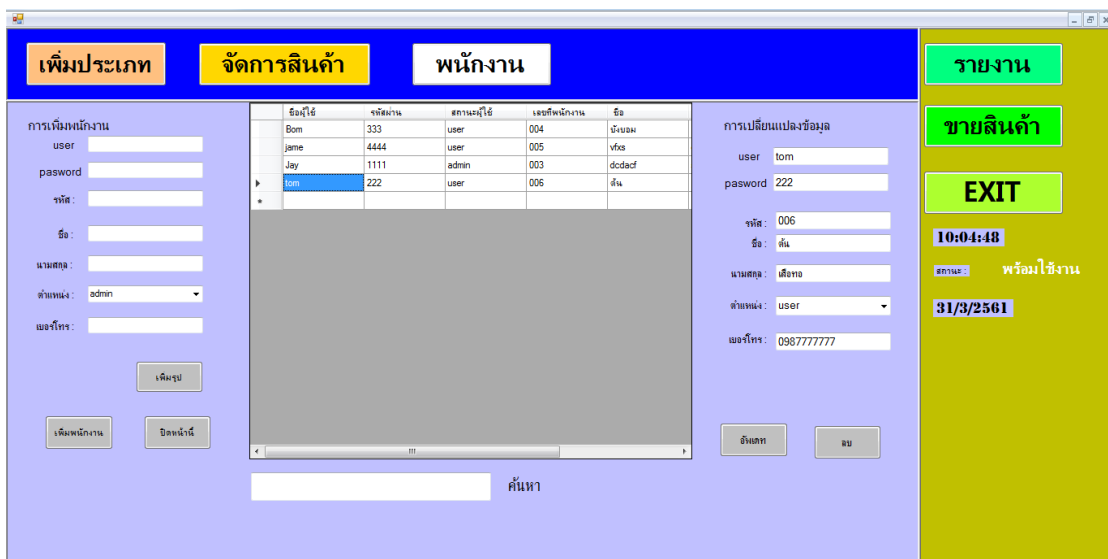 เพิ่มประเภท จัดการสินค้า พนักงาน
รายงาน
ขายสินค้า
EXIT
10:04:48
สถานะ : พร้อมใช้งาน
31/3/2561
การเพิ่มพนักงาน
user
pasword
รหัส :
ชื่อ :
นามสกุล :
ตำแหน่ง : admin
เบอร์โทร :
เพิ่มรูป
เพิ่มพนักงาน ปิดหน้านี้
ชื่อผู้ใช้ รหัสผ่าน สถานะผู้ใช้ เลขที่พนักงาน ชื่อ
Bom 333 user 004 บังบอม
jame 4444 user 005 vfxs
Jay 1111 admin 003 dcdacf
tom 222 user 006 ต้น
ค้นหา
การเปลี่ยนแปลงข้อมูล
user tom
pasword 222
รหัส : 006
ชื่อ : ต้น
นามสกุล : เสือทอ
ตำแหน่ง : user
เบอร์โทร : 0987777777
อัพเดท ลบ